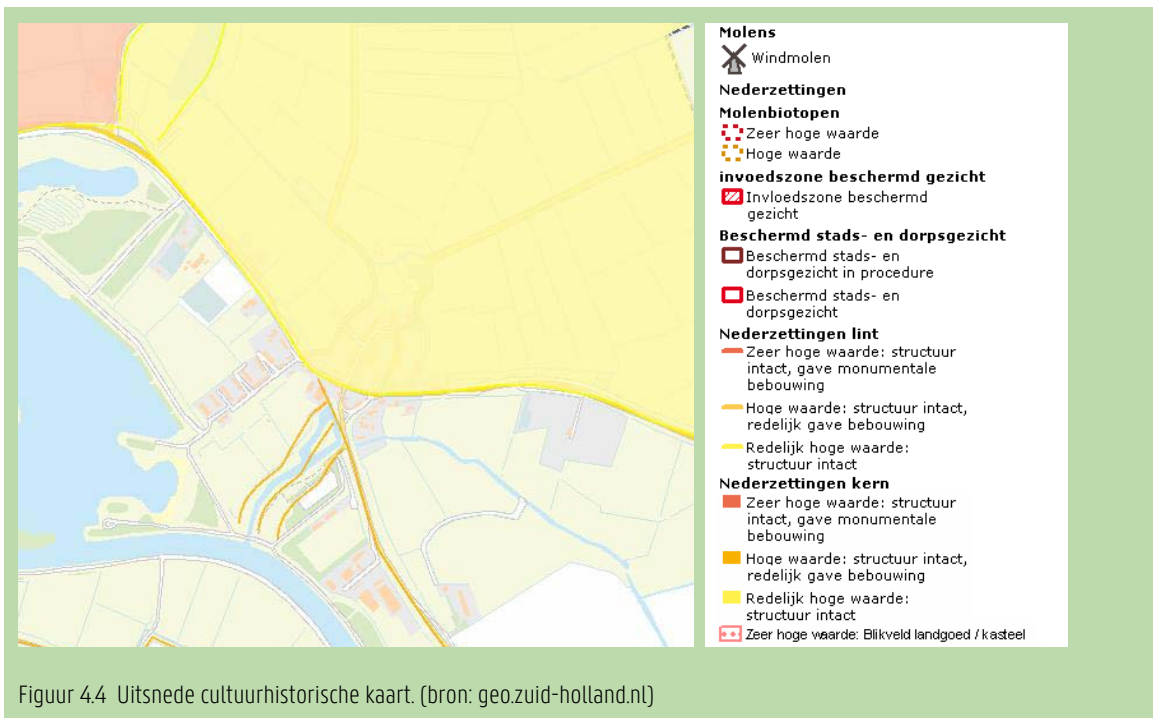 Molens
Windmolen
Nederzettingen
Molenbiotopen
Zeer hoge waarde
Hoge waarde
invoedszone beschermd gezicht
Invloedszone beschermd
gezicht
Beschermd stads- en dorpsgezicht
Beschermd stads- en
dorpsgezicht in procedure
Beschermd stads- en
dorpsgezicht
Nederzettingen lint
Zeer hoge waarde: structuur
intact, gave monumentale
bebouwing
Hoge waarde: structuur intact,
redelijk gave bebouwing
Redelijk hoge waarde:
structuur intact
Nederzettingen kern
Zeer hoge waarde: structuur
intact, gave monumentale
bebouwing
Hoge waarde: structuur intact,
redelijk gave bebouwing
Redelijk hoge waarde:
structuur intact
Zeer hoge waarde: Blikveld landgoed / kasteel
Figuur 4.4 Uitsnede cultuurhistorische kaart. (bron: geo.zuid-holland.nl)